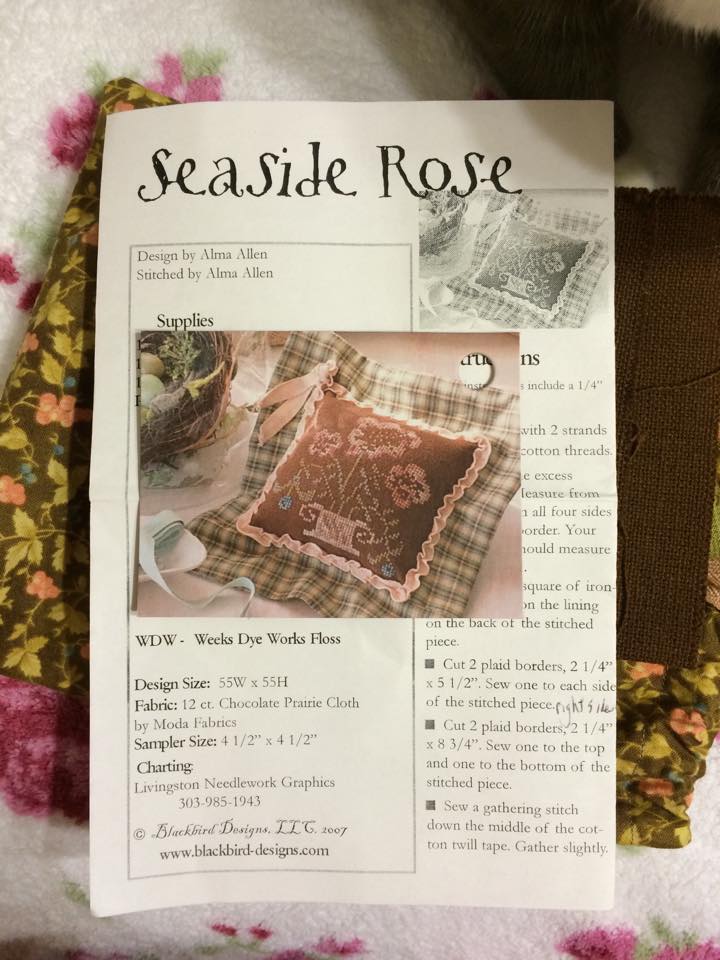 Seaside Rose
Design by Alma Allen
Stitched by Alma Allen
Supplies
WDW - Weeks Dye Works Floss
Design Size: 55W x 55H
Fabric: 12 ct. Chocolate Prairie Cloth
by Moda Fabrics
Sampler Size: 4 1/2” x 4 1/2”
Charting:
Livingston Needlework Graphics
303-985-1943
© Blackbird Designs, LLC. 2007
www.blackbird-designs.com
include a 1/4”
with 2 strands
cotton threads.
excess
from
all four sides
Your
measure
square of iron-
on the lining
on the back of the stitched
piece.
Cut 2 plaid borders, 2 1/4”
x 5 1/2”. Sew one to each side
of the stitched piece. right side
Cut 2 plaid borders, 2 1/4”
x 8 3/4”. Sew one to the top
and one to the bottom of the
stitched piece.
Sew a gathering stitch
down the middle of the cot-
ton twill tape. Gather slightly.